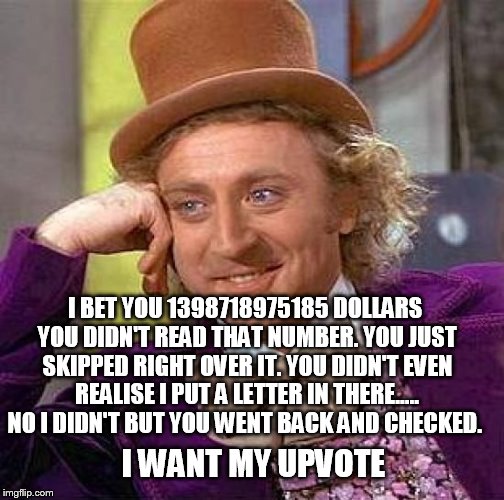 I BET YOU 1398718975185 DOLLARS
YOU DIDN'T READ THAT NUMBER. YOU JUST
SKIPPED RIGHT OVER IT. YOU DIDN'T EVEN
REALISE I PUT A LETTER IN THERE.....
NO I DIDN'T BUT YOU WENT BACK AND CHECKED.
I WANT MY UPVOTE
imgflip.com